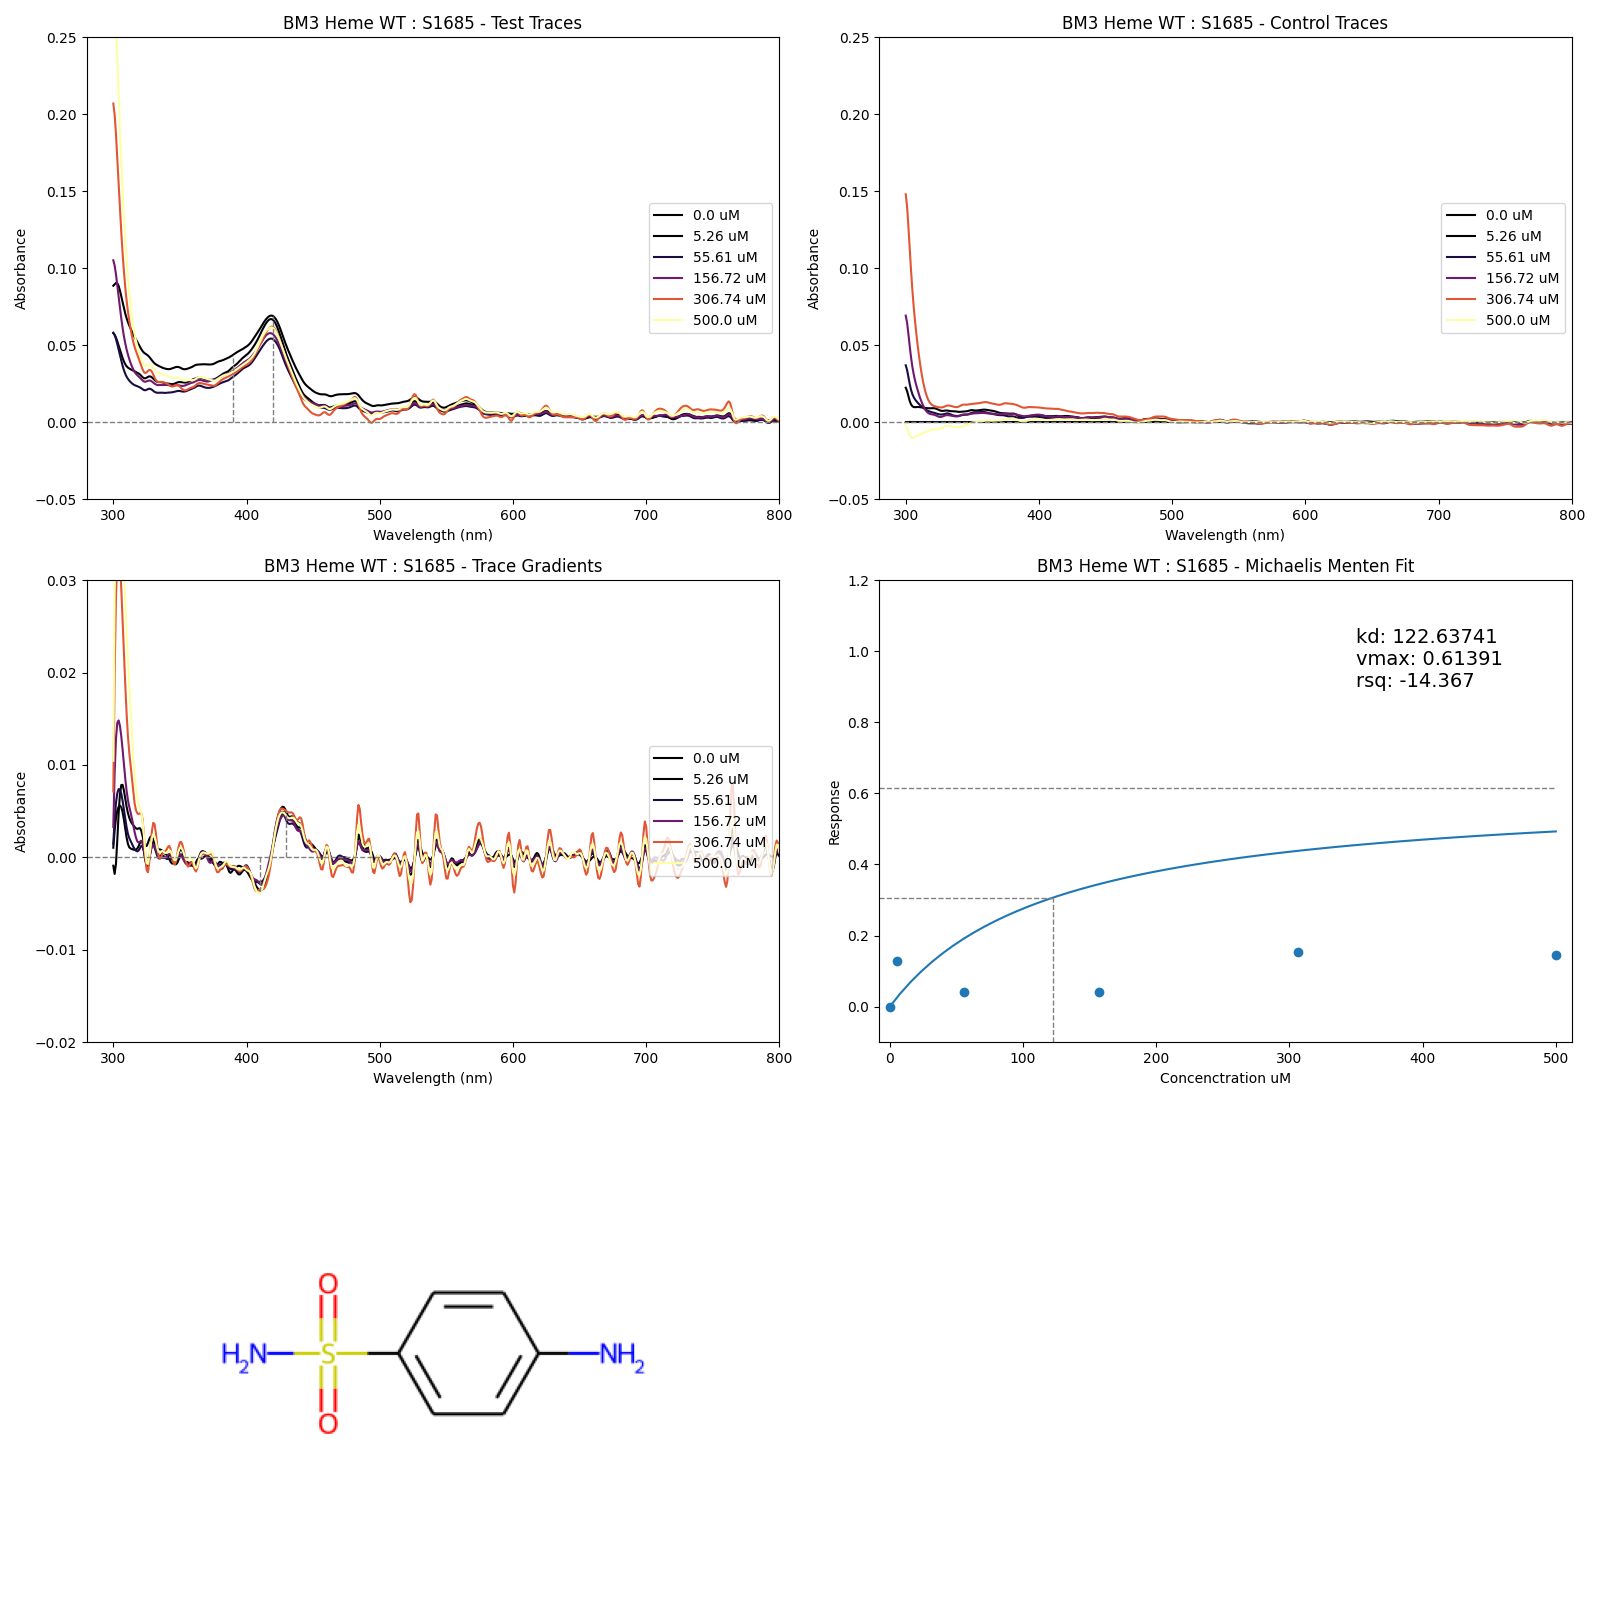 BM3 Heme WT : S1685 - Test Traces
0.25
0.20
0.15
0.10
0.05
0.00
−0.05
Absorbance
300 400 500 600 700 800
Wavelength (nm)
0.0 uM
5.26 uM
55.61 uM
156.72 uM
306.74 uM
500.0 uM
BM3 Heme WT : S1685 - Control Traces
0.25
0.20
0.15
0.10
0.05
0.00
−0.05
Absorbance
300 400 500 600 700 800
Wavelength (nm)
0.0 uM
5.26 uM
55.61 uM
156.72 uM
306.74 uM
500.0 uM
BM3 Heme WT : S1685 - Trace Gradients
0.03
0.02
0.01
0.00
−0.01
−0.02
Absorbance
300 400 500 600 700 800
Wavelength (nm)
0.0 uM
5.26 uM
55.61 uM
156.72 uM
306.74 uM
500.0 uM
BM3 Heme WT : S1685 - Michaelis Menten Fit
1.2
1.0
0.8
0.6
0.4
0.2
0.0
Response
kd: 122.63741
vmax: 0.61391
rsq: -14.367
0 100 200 300 400 500
Concenctration uM
O
H2N S NH2
O